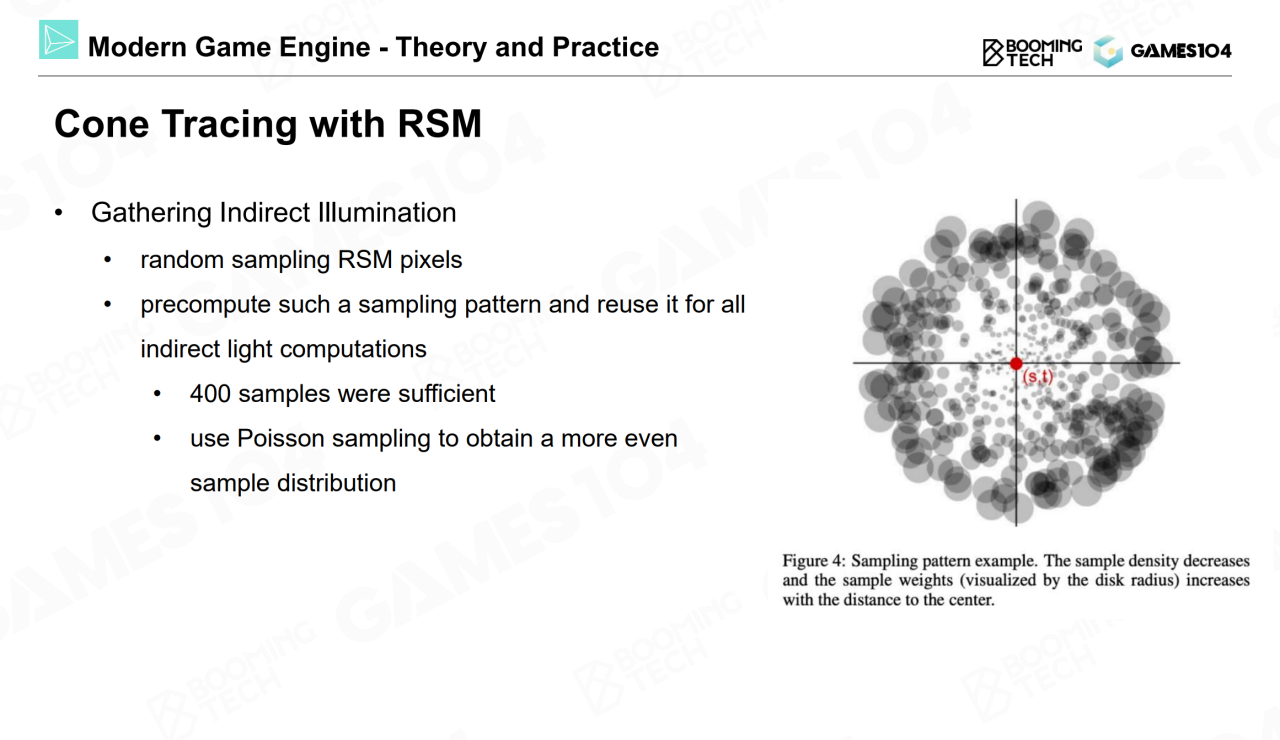 Modern Game Engine - Theory and Practice
BOOMING
TECH
GAMES104
Cone Tracing with RSM
• Gathering Indirect Illumination
• random sampling RSM pixels
• precompute such a sampling pattern and reuse it for all
indirect light computations
• 400 samples were sufficient
• use Poisson sampling to obtain a more even
sample distribution
(s,t)
Figure 4: Sampling pattern example. The sample density decreases
and the sample weights (visualized by the disk radius) increases
with the distance to the center.